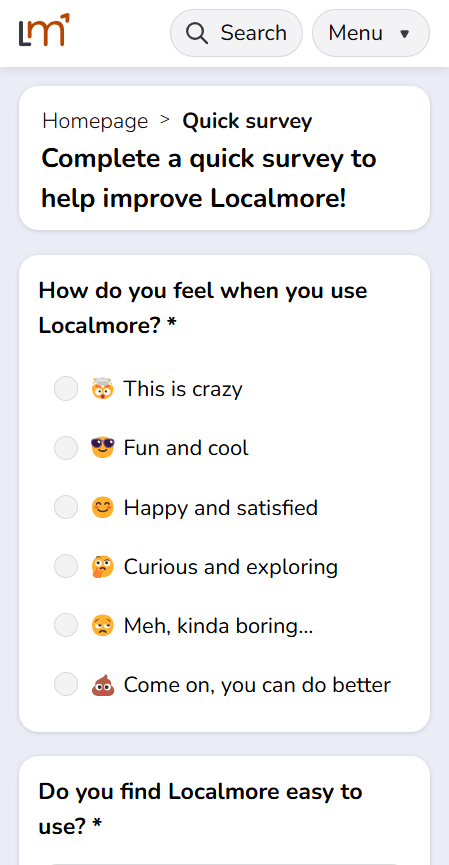 Lm1
Search
Menu
Homepage > Quick survey
Complete a quick survey to
help improve Localmore!
How do you feel when you use
Localmore? *
🤯 This is crazy
😎 Fun and cool
😊 Happy and satisfied
🤔 Curious and exploring
😟 Meh, kinda boring...
💩 Come on, you can do better
Do you find Localmore easy to
use? *